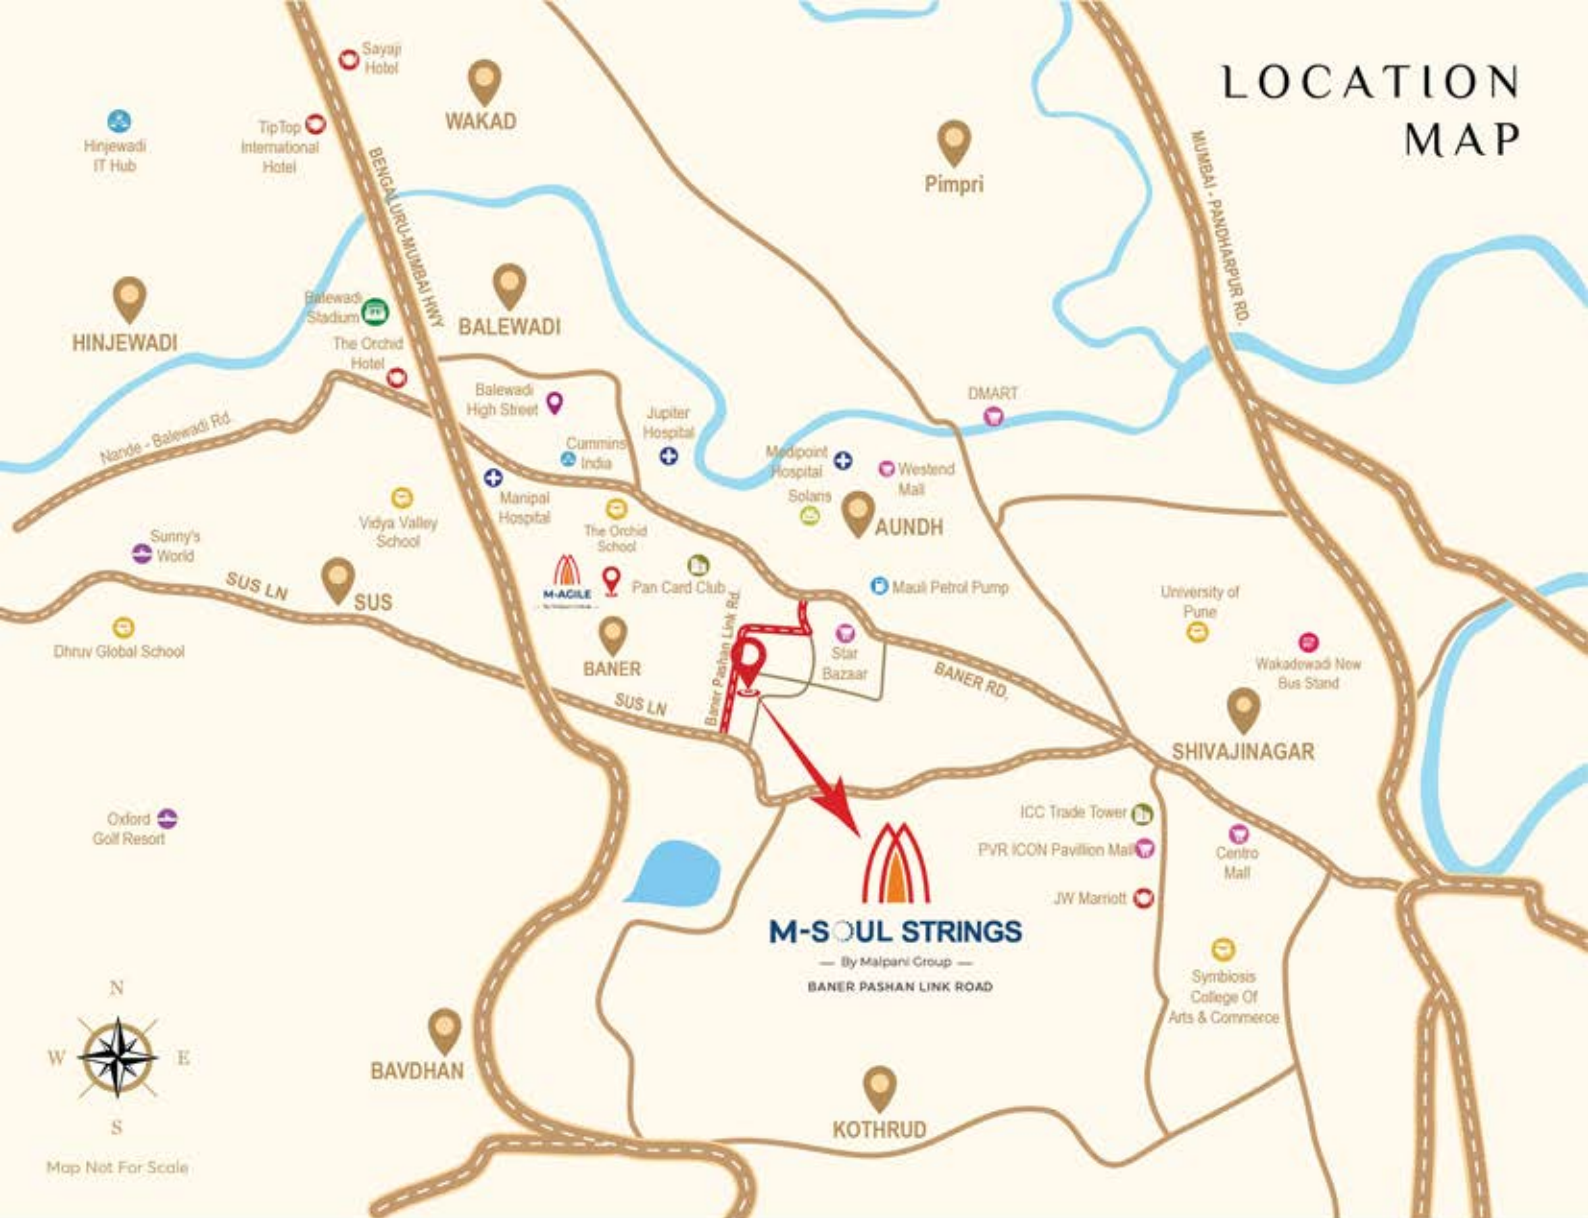 LOCATION
MAP
Sayaji
Hotel
WAKAD
TipTop
International
Hotel
Hinjewadi
IT Hub
BENGALURU-MUMBAI HWY
Pimpri
MUMBAI - PANDHARPUR RD.
HINJEWADI
Balewadi
Stadium
BALEWADI
The Orchid
Hotel
Balewadi
High Street
Jupiter
Hospital
DMART
Nande - Balewadi Rd.
Cummins
India
Medipoint
Hospital
Westend
Mall
Manipal
Hospital
Solaris
Vidya Valley
School
The Orchid
School
AUNDH
Sunny's
World
SUS LN
SUS
M-AGILE
Pan Card Club
Mauli Petrol Pump
University of
Pune
Dhruv Global School
BANER
Baner Pashan Link Rd.
Star
Bazaar
BANER RD.
Wakadewadi New
Bus Stand
SUS LN
SHIVAJINAGAR
Oxford
Golf Resort
ICC Trade Tower
PVR ICON Pavillion Mall
Centro
Mall
JW Marriott
M-SOUL STRINGS
— By Malpani Group —
BANER PASHAN LINK ROAD
Symbiosis
College Of
Arts & Commerce
N
W
E
S
BAVDHAN
KOTHRUD
Map Not For Scale